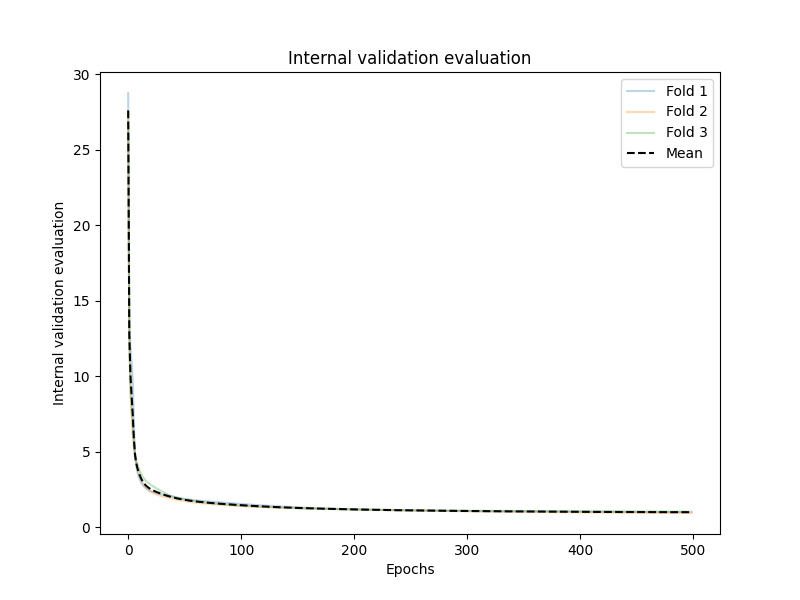 Internal validation evaluation
Fold 1
Fold 2
Fold 3
Mean
Internal validation evaluation
30
25
20
15
10
5
0
0 100 200 300 400 500
Epochs